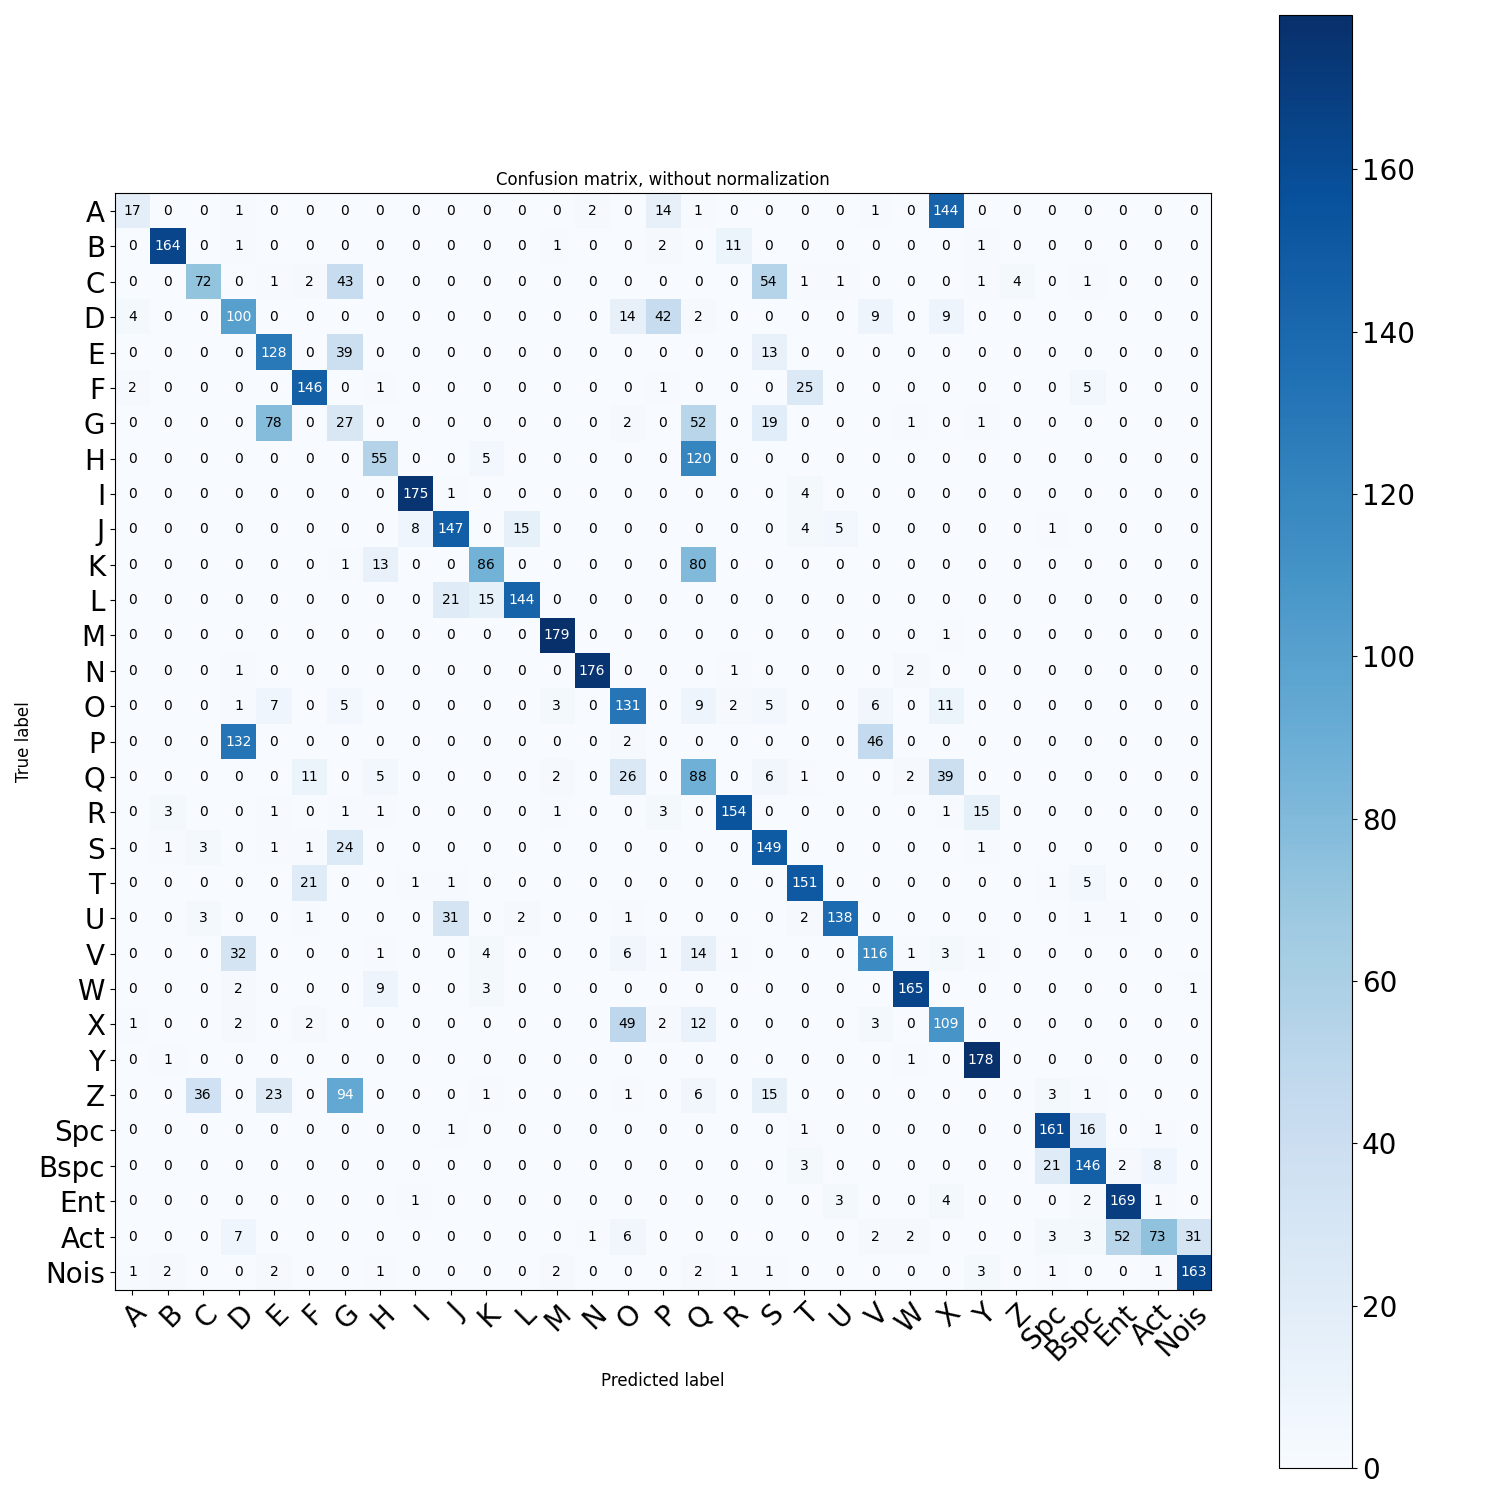 Confusion matrix, without normalization
True label
A 17 0 0 1 0 0 0 0 0 0 0 0 0 2 0 14 1 0 0 0 0 1 0 144 0 0 0 0 0 0 0
B 0 164 0 1 0 0 0 0 0 0 0 0 1 0 0 2 0 11 0 0 0 0 0 0 1 0 0 0 0 0 0
C 0 0 72 0 1 2 43 0 0 0 0 0 0 0 0 0 0 0 54 1 1 0 0 0 1 4 0 1 0 0 0
D 4 0 0 100 0 0 0 0 0 0 0 0 0 0 14 42 2 0 0 0 0 9 0 9 0 0 0 0 0 0 0
E 0 0 0 0 128 0 39 0 0 0 0 0 0 0 0 0 0 0 13 0 0 0 0 0 0 0 0 0 0 0 0
F 2 0 0 0 0 146 0 1 0 0 0 0 0 0 0 1 0 0 0 25 0 0 0 0 0 0 0 5 0 0 0
G 0 0 0 0 78 0 27 0 0 0 0 0 0 0 2 0 52 0 19 0 0 0 1 0 1 0 0 0 0 0 0
H 0 0 0 0 0 0 0 55 0 0 5 0 0 0 0 0 120 0 0 0 0 0 0 0 0 0 0 0 0 0 0
I 0 0 0 0 0 0 0 0 175 1 0 0 0 0 0 0 0 0 0 4 0 0 0 0 0 0 0 0 0 0 0
J 0 0 0 0 0 0 0 0 8 147 0 15 0 0 0 0 0 0 0 4 5 0 0 0 0 0 1 0 0 0 0
K 0 0 0 0 0 0 1 13 0 0 86 0 0 0 0 0 80 0 0 0 0 0 0 0 0 0 0 0 0 0 0
L 0 0 0 0 0 0 0 0 0 21 15 144 0 0 0 0 0 0 0 0 0 0 0 0 0 0 0 0 0 0 0
M 0 0 0 0 0 0 0 0 0 0 0 0 179 0 0 0 0 0 0 0 0 0 0 1 0 0 0 0 0 0 0
N 0 0 0 1 0 0 0 0 0 0 0 0 0 176 0 0 0 1 0 0 0 0 2 0 0 0 0 0 0 0 0
O 0 0 0 1 7 0 5 0 0 0 0 0 3 0 131 0 9 2 5 0 0 6 0 11 0 0 0 0 0 0 0
P 0 0 0 132 0 0 0 0 0 0 0 0 0 0 2 0 0 0 0 0 0 46 0 0 0 0 0 0 0 0 0
Q 0 0 0 0 0 11 0 5 0 0 0 0 2 0 26 0 88 0 6 1 0 0 2 39 0 0 0 0 0 0 0
R 0 3 0 0 1 0 1 1 0 0 0 0 1 0 0 3 0 154 0 0 0 0 0 1 15 0 0 0 0 0 0
S 0 1 3 0 1 1 24 0 0 0 0 0 0 0 0 0 0 0 149 0 0 0 0 0 1 0 0 0 0 0 0
T 0 0 0 0 0 21 0 0 1 1 0 0 0 0 0 0 0 0 0 151 0 0 0 0 0 0 1 5 0 0 0
U 0 0 3 0 0 1 0 0 0 31 0 2 0 0 1 0 0 0 0 2 138 0 0 0 0 0 0 1 1 0 0
V 0 0 0 32 0 0 0 1 0 0 4 0 0 0 6 1 14 1 0 0 0 116 1 3 1 0 0 0 0 0 0
W 0 0 0 2 0 0 0 9 0 0 3 0 0 0 0 0 0 0 0 0 0 0 165 0 0 0 0 0 0 0 1
X 1 0 0 2 0 2 0 0 0 0 0 0 0 0 49 2 12 0 0 0 0 3 0 109 0 0 0 0 0 0 0
Y 0 1 0 0 0 0 0 0 0 0 0 0 0 0 0 0 0 0 0 0 0 0 1 0 178 0 0 0 0 0 0
Z 0 0 36 0 23 0 94 0 0 0 1 0 0 0 1 0 6 0 15 0 0 0 0 0 0 0 3 1 0 0 0
Spc 0 0 0 0 0 0 0 0 0 1 0 0 0 0 0 0 0 0 0 1 0 0 0 0 0 0 161 16 0 1 0
Bspc 0 0 0 0 0 0 0 0 0 0 0 0 0 0 0 0 0 0 0 3 0 0 0 0 0 0 21 146 2 8 0
Ent 0 0 0 0 0 0 0 0 1 0 0 0 0 0 0 0 0 0 0 0 3 0 0 4 0 0 0 2 169 1 0
Act 0 0 0 7 0 0 0 0 0 0 0 0 0 1 6 0 0 0 0 0 0 2 2 0 0 0 3 3 52 73 31
Nois 1 2 0 0 2 0 0 1 0 0 0 0 2 0 0 0 2 1 1 0 0 0 0 0 3 0 1 0 0 1 163
A B C D E F G H I J K L M N O P Q R S T U V W X Y Z Spc Bspc Ent Act Nois
Predicted label
160
140
120
100
80
60
40
20
0